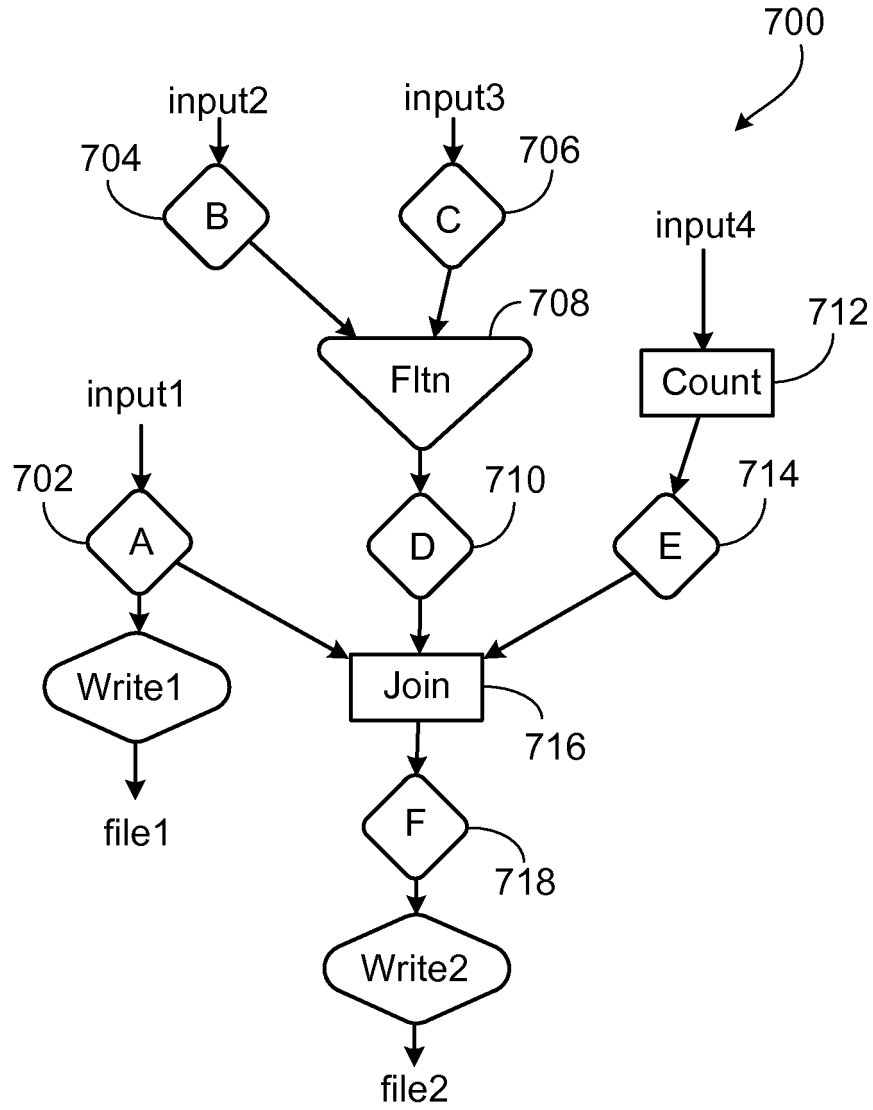 700
input2
input3
704
706
B
C
input4
708
712
Fltn
Count
input1
702
710
714
A
D
E
Write1
Join
716
file1
F
718
Write2
file2